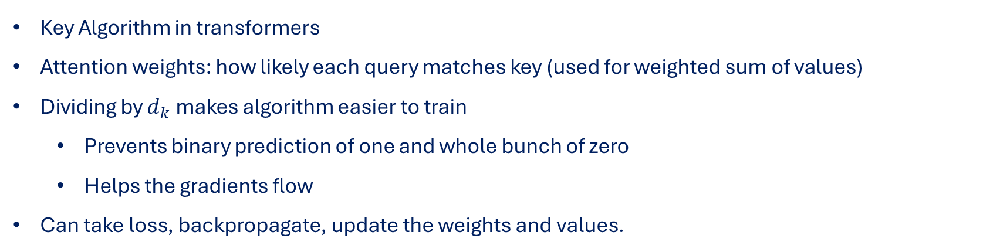 • Key Algorithm in transformers
• Attention weights: how likely each query matches key (used for weighted sum of values)
• Dividing by $d_k$ makes algorithm easier to train
• Prevents binary prediction of one and whole bunch of zero
• Helps the gradients flow
• Can take loss, backpropagate, update the weights and values.